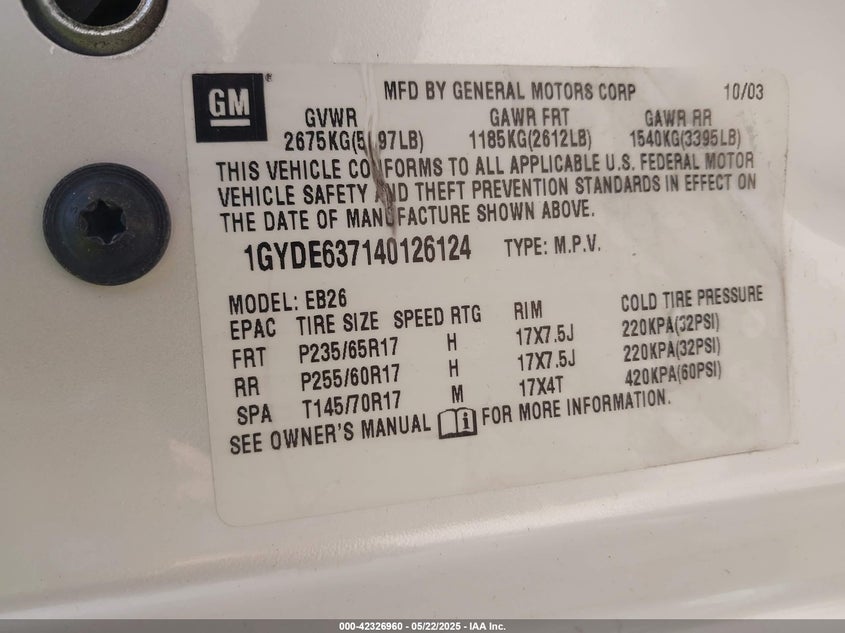 GM
MFD BY GENERAL MOTORS CORP 10/03
GVWR GAWR FRT GAWR RR
2675KG(5 97LB) 1185KG(2612LB) 1540KG(3395LB)
THIS VEHICLE CONFORMS TO ALL APPLICABLE U.S. FEDERAL MOTOR
VEHICLE SAFETY AND THEFT PREVENTION STANDARDS IN EFFECT ON
THE DATE OF MANUFACTURE SHOWN ABOVE.
1GYDE637140126124 TYPE: M.P.V.
MODEL: EB26
EPAC TIRE SIZE SPEED RTG RIM COLD TIRE PRESSURE
FRT P235/65R17 H 17X7.5J 220KPA(32PSI)
RR P255/60R17 H 17X7.5J 220KPA(32PSI)
SPA T145/70R17 M 17X4T 420KPA(60PSI)
SEE OWNER'S MANUAL FOR MORE INFORMATION.
000-42326960 - 05/22/2025 - IAA Inc.